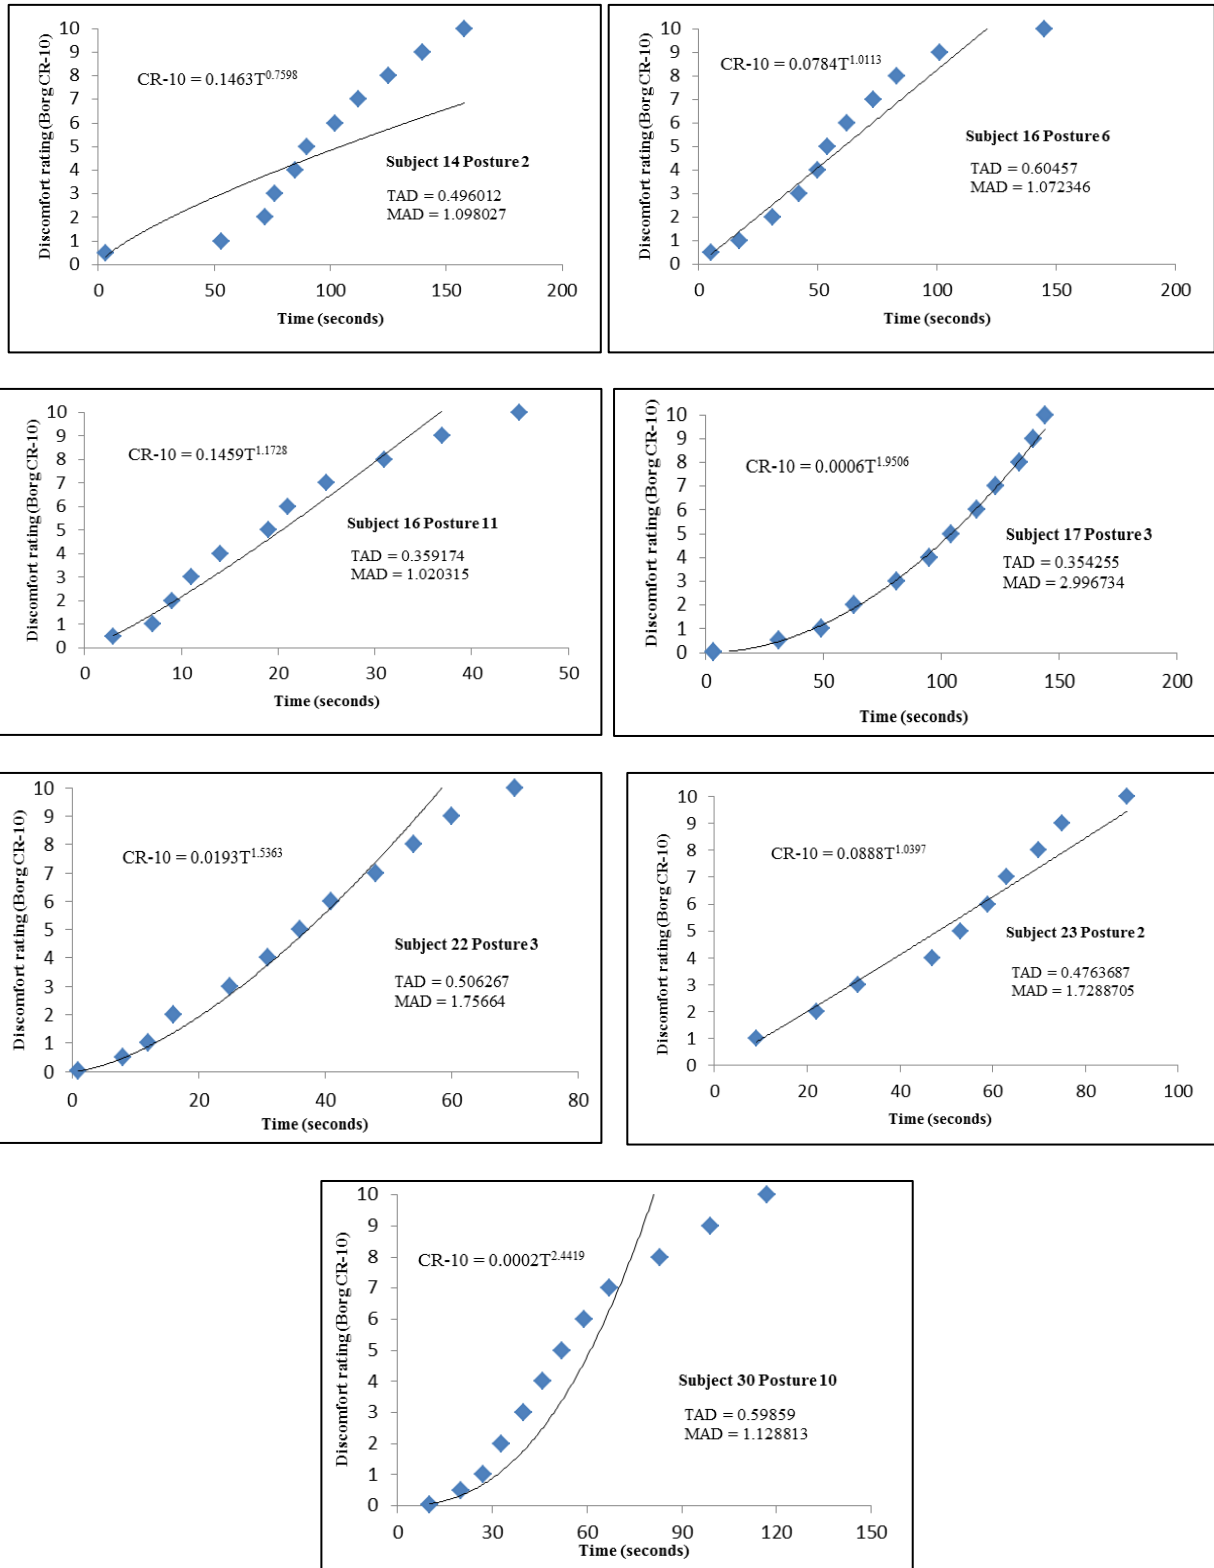 Discomfort rating (Borg CR-10)
10
9
8
7
6
5
4
3
2
1
0
CR-10 = 0.1463T^0.7598
Subject 14 Posture 2
TAD = 0.496012
MAD = 1.098027
0 50 100 150 200
Time (seconds)
Discomfort rating (Borg CR-10)
10
9
8
7
6
5
4
3
2
1
0
CR-10 = 0.0784T^1.0113
Subject 16 Posture 6
TAD = 0.60457
MAD = 1.072346
0 50 100 150 200
Time (seconds)
Discomfort rating (Borg CR-10)
10
9
8
7
6
5
4
3
2
1
0
CR-10 = 0.1459T^1.1728
Subject 16 Posture 11
TAD = 0.359174
MAD = 1.020315
0 10 20 30 40 50
Time (seconds)
Discomfort rating (Borg CR-10)
10
9
8
7
6
5
4
3
2
1
0
CR-10 = 0.0006T^1.9506
Subject 17 Posture 3
TAD = 0.354255
MAD = 2.996734
0 50 100 150 200
Time (seconds)
Discomfort rating (Borg CR-10)
10
9
8
7
6
5
4
3
2
1
0
CR-10 = 0.0193T^1.5363
Subject 22 Posture 3
TAD = 0.506267
MAD = 1.75664
0 20 40 60 80
Time (seconds)
Discomfort rating (Borg CR-10)
10
9
8
7
6
5
4
3
2
1
0
CR-10 = 0.0888T^1.0397
Subject 23 Posture 2
TAD = 0.4763687
MAD = 1.7288705
0 20 40 60 80 100
Time (seconds)
Discomfort rating (Borg CR-10)
10
9
8
7
6
5
4
3
2
1
0
CR-10 = 0.0002T^2.4419
Subject 30 Posture 10
TAD = 0.59859
MAD = 1.128813
0 30 60 90 120 150
Time (seconds)